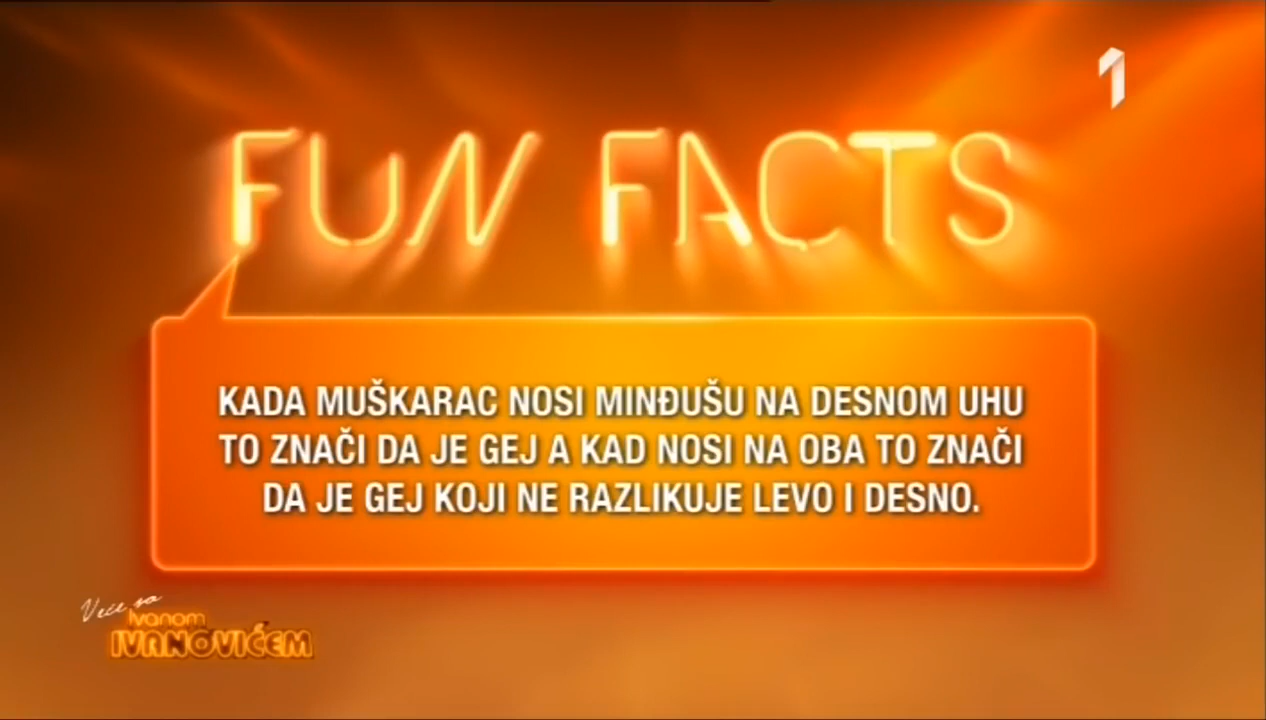 1
FUN FACTS
KADA MUŠKARAC NOSI MINĐUŠU NA DESNOM UHU
TO ZNAČI DA JE GEJ A KAD NOSI NA OBA TO ZNAČI
DA JE GEJ KOJI NE RAZLIKUJE LEVO I DESNO.
Veče sa
Ivanom
IVANOVIĆEM